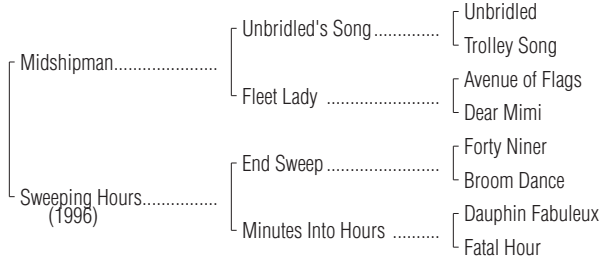 Unbridled
Unbridled's Song..............
Trolley Song
Midshipman......................
Avenue of Flags
Fleet Lady ........................
Dear Mimi
Forty Niner
End Sweep ........................
Broom Dance
Sweeping Hours................
(1996)
Dauphin Fabuleux
Minutes Into Hours ..........
Fatal Hour